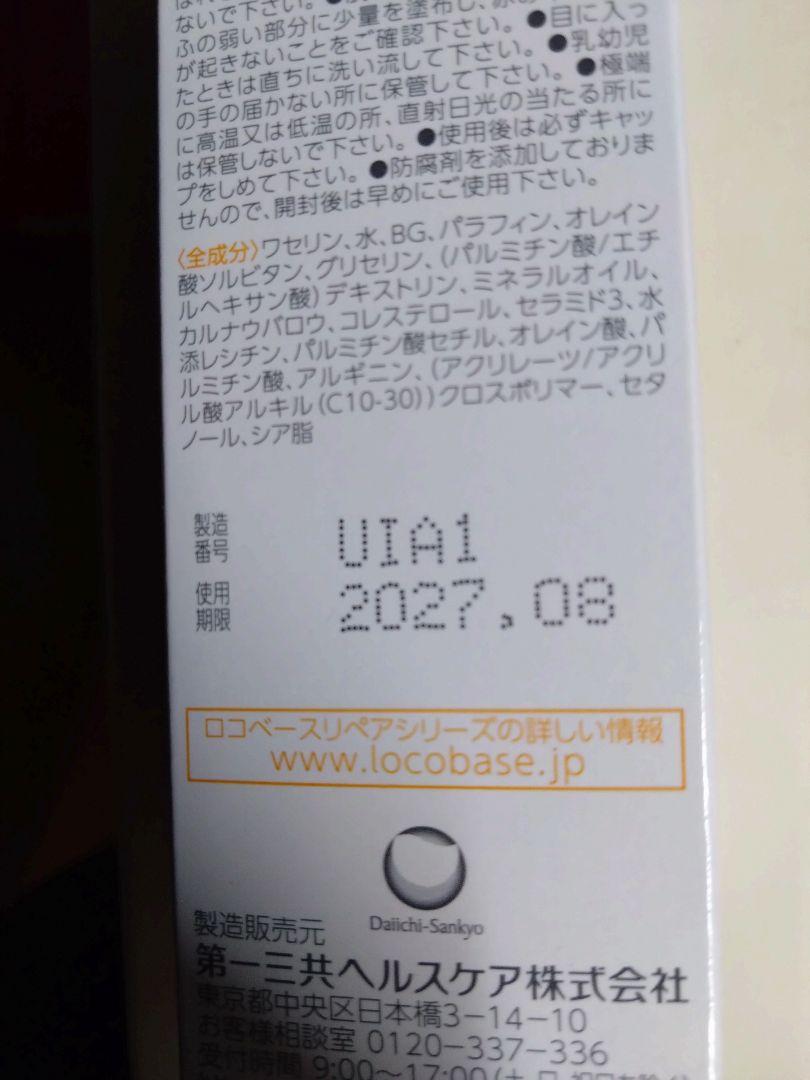 ないで下さい。
ふの弱い部分に少量を塗布し、
が起きないことをご確認下さい。●目に入っ
たときは直ちに洗い流して下さい。●乳幼児
の手の届かない所に保管して下さい。●極端
に高温又は低温の所、直射日光の当たる所に
は保管しないで下さい。●使用後は必ずキャッ
プをしめて下さい。●防腐剤を添加しておりま
せんので、開封後は早めにご使用下さい。
〈全成分〉ワセリン、水、BG、パラフィン、オレイン
酸ソルビタン、グリセリン、(パルミチン酸/エチ
ルヘキサン酸)デキストリン、ミネラルオイル、
カルナウバロウ、コレステロール、セラミド3、水
添レシチン、パルミチン酸セチル、オレイン酸、パ
ルミチン酸、アルギニン、(アクリレーツ/アクリ
ル酸アルキル(C10-30))クロスポリマー、セタ
ノール、シア脂
製造
番号
UIA1
使用
期限
2027.08
ロコベースリペアシリーズの詳しい情報
www.locobase.jp
Daiichi-Sankyo
製造販売元
第一三共ヘルスケア株式会社
東京都中央区日本橋3-14-10
お客様相談室 0120-337-336
受付時間 9:00〜17:00(土、日、祝日を除く)